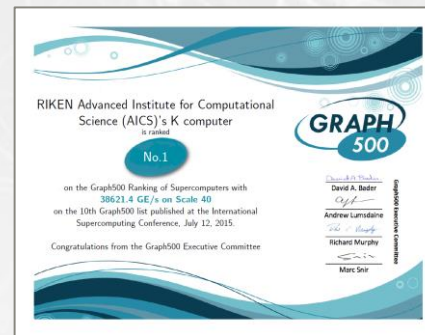 RIKEN Advanced Institute for Computational
Science (AICS)'s K computer
is ranked
No.1
on the Graph500 Ranking of Supercomputers with
38621.4 GE/s on Scale 40
on the 10th Graph500 list published at the International
Supercomputing Conference, July 12, 2015.
Congratulations from the Graph500 Executive Committee
GRAPH
500
David A. Bader
David A. Bader
Andrew Lumsdaine
Richard Murphy
Marc Snir
Graph500 Executive Committee